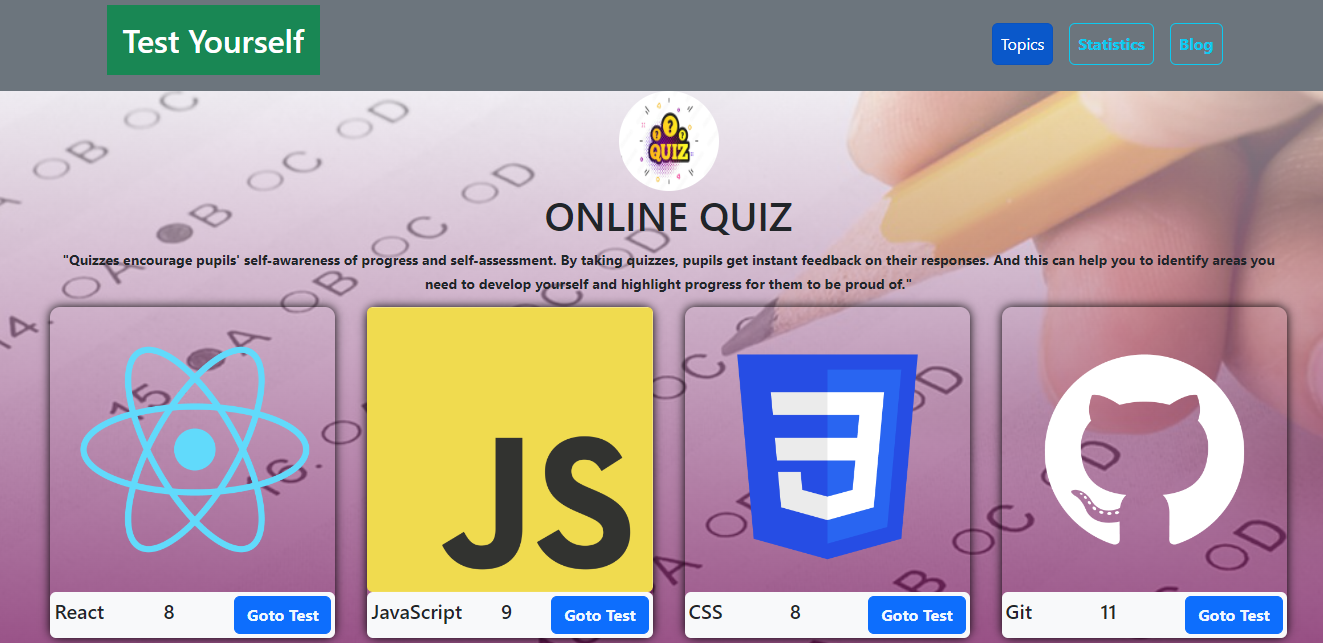 Test Yourself
Topics Statistics Blog
QUIZ
ONLINE QUIZ
"Quizzes encourage pupils' self-awareness of progress and self-assessment. By taking quizzes, pupils get instant feedback on their responses. And this can help you to identify areas you
need to develop yourself and highlight progress for them to be proud of."
JS
React 8 Goto Test
JavaScript 9 Goto Test
CSS 8 Goto Test
Git 11 Goto Test